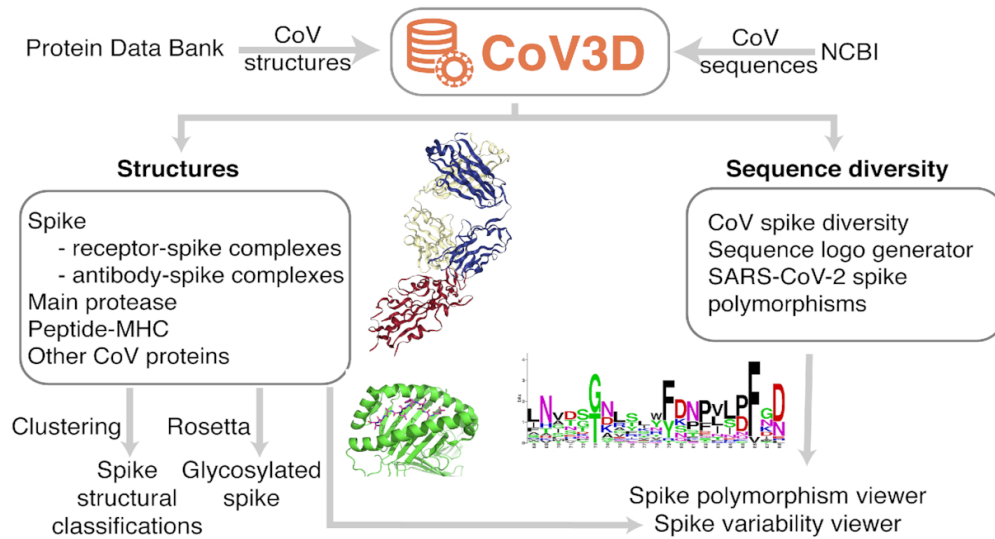 Protein Data Bank
CoV
structures
CoV3D
CoV
sequences
NCBI
Structures
Sequence diversity
Spike
- receptor-spike complexes
- antibody-spike complexes
Main protease
Peptide-MHC
Other CoV proteins
CoV spike diversity
Sequence logo generator
SARS-CoV-2 spike
polymorphisms
Clustering
Rosetta
Spike
structural
classifications
Glycosylated
spike
Spike polymorphism viewer
Spike variability viewer